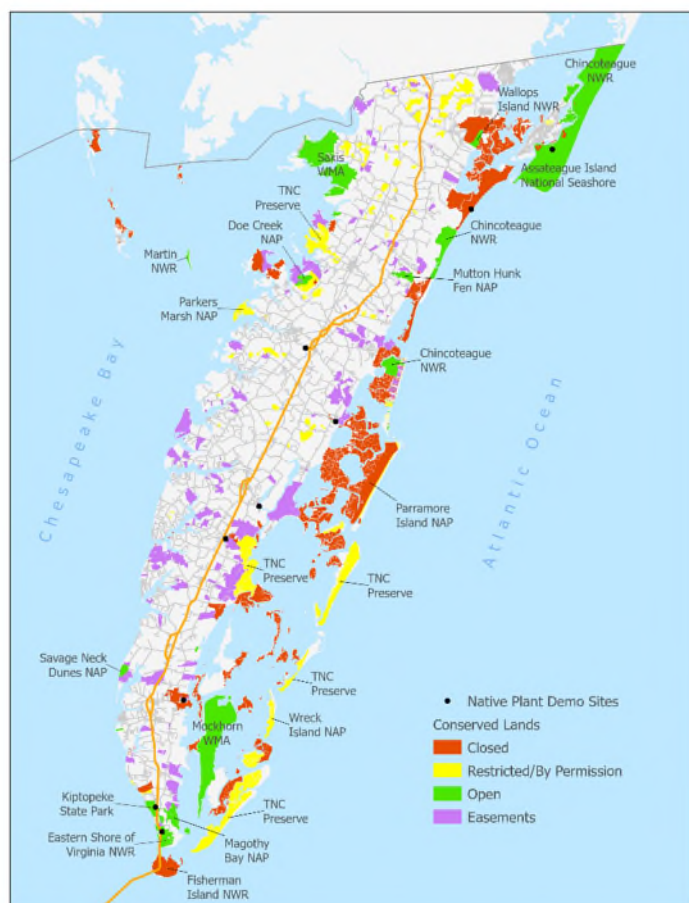 Chincoteague
NWR
Wallops
Island NWR
Saxis
WMA
Assateague Island
National Seashore
TNC
Preserve
Doe Creek
NAP
Chincoteague
NWR
Martin
NWR
Mutton Hunk
Fen NAP
Parkers
Marsh NAP
Chincoteague
NWR
Chesapeake Bay
Atlantic Ocean
Parramore
Island NAP
TNC
Preserve
TNC
Preserve
Savage Neck
Dunes NAP
TNC
Preserve
Mockhorn
WMA
Wreck
Island NAP
Kiptopeke
State Park
TNC
Preserve
Eastern Shore of
Virginia NWR
Magothy
Bay NAP
Fisherman
Island NWR
Native Plant Demo Sites
Conserved Lands
Closed
Restricted/By Permission
Open
Easements